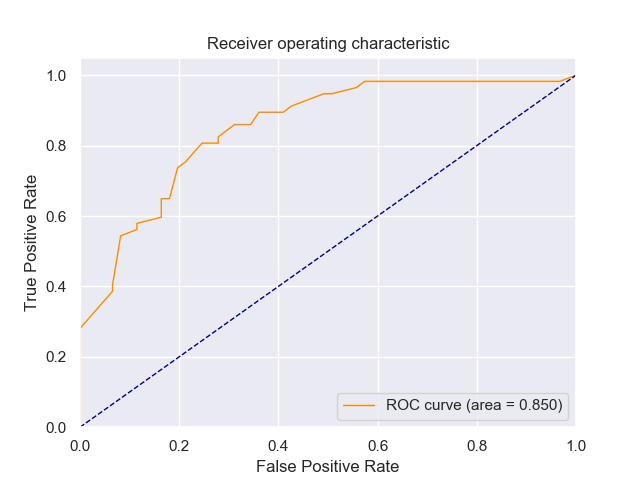 Receiver operating characteristic
True Positive Rate
1.0
0.8
0.6
0.4
0.2
0.0
ROC curve (area = 0.850)
0.0 0.2 0.4 0.6 0.8 1.0
False Positive Rate